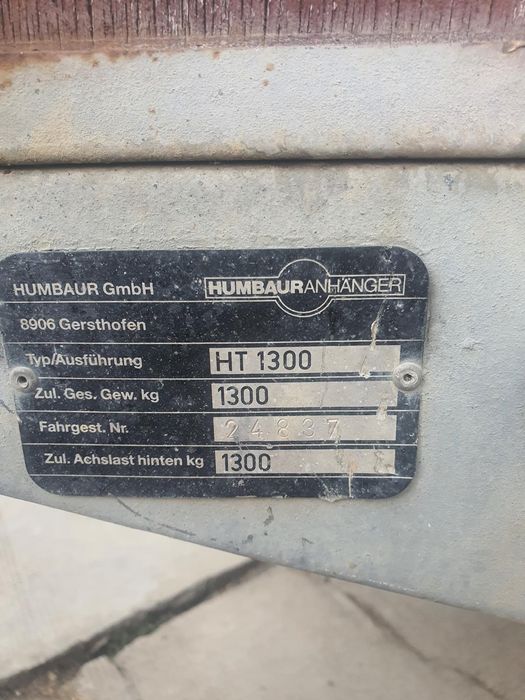 HUMBAUR GmbH
HUMBAURANHÄNGER
8906 Gersthofen
Typ/Ausführung HT 1300
Zul. Ges. Gew. kg 1300
Fahrgest. Nr. 24837
Zul. Achslast hinten kg 1300